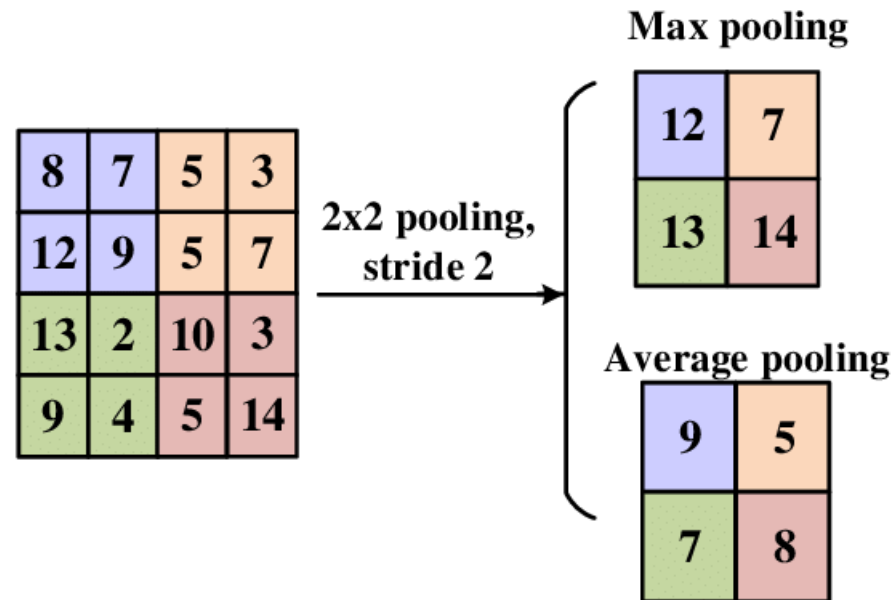 Max pooling
12 7
13 14
8 7 5 3
12 9 5 7
13 2 10 3
9 4 5 14
2x2 pooling,
stride 2
Average pooling
9 5
7 8